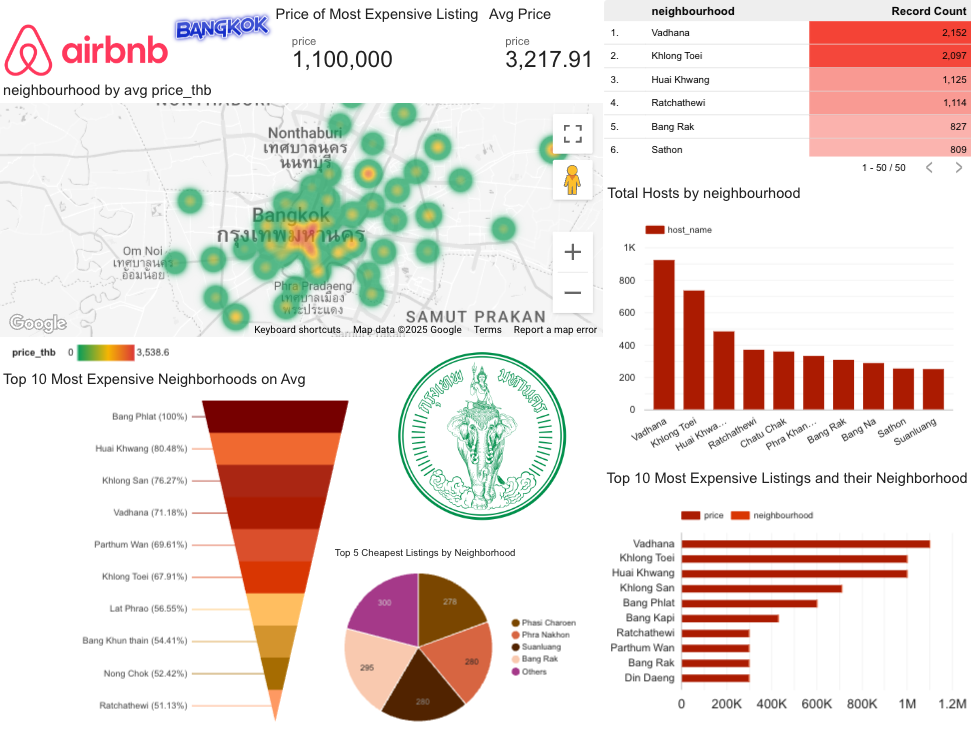 airbnb
BANGKOK
Price of Most Expensive Listing
price
1,100,000
Avg Price
price
3,217.91
neighbourhood by avg price_thb
NONTHABURI
Nonthaburi
เทศบาลนคร
นนทบุรี
Bangkok
กรุงเทพมหานคร
Om Noi
เทศบาลนคร
อ้อมน้อย
Phra Pradaeng
เทศบาลเมือง
พระประแดง
SAMUT PRAKAN
Google
Keyboard shortcuts
Map data ©2025 Google
Terms
Report a map error
price_thb 0 3,538.6
neighbourhood Record Count
1. Vadhana 2,152
2. Khlong Toei 2,097
3. Huai Khwang 1,125
4. Ratchathewi 1,114
5. Bang Rak 827
6. Sathon 809
1 - 50 / 50
Total Hosts by neighbourhood
host_name
1K
800
600
400
200
0
Vadhana
Khlong Toei
Huai Khwa...
Ratchathewi
Chatu Chak
Phra Khan...
Bang Rak
Bang Na
Sathon
Suanluang
Top 10 Most Expensive Neighborhoods on Avg
Bang Phlat (100%)
Huai Khwang (80.48%)
Khlong San (76.27%)
Vadhana (71.18%)
Parthum Wan (69.61%)
Khlong Toei (67.91%)
Lat Phrao (56.55%)
Bang Khun thain (54.41%)
Nong Chok (52.42%)
Ratchathewi (51.13%)
กรุงเทพ มหานคร
Top 5 Cheapest Listings by Neighborhood
300
276
295
280
280
Phasi Charoen
Phra Nakhon
Suanluang
Bang Rak
Others
Top 10 Most Expensive Listings and their Neighborhood
price
neighbourhood
Vadhana
Khlong Toei
Huai Khwang
Khlong San
Bang Phlat
Bang Kapi
Ratchathewi
Parthum Wan
Bang Rak
Din Daeng
0 200K 400K 600K 800K 1M 1.2M